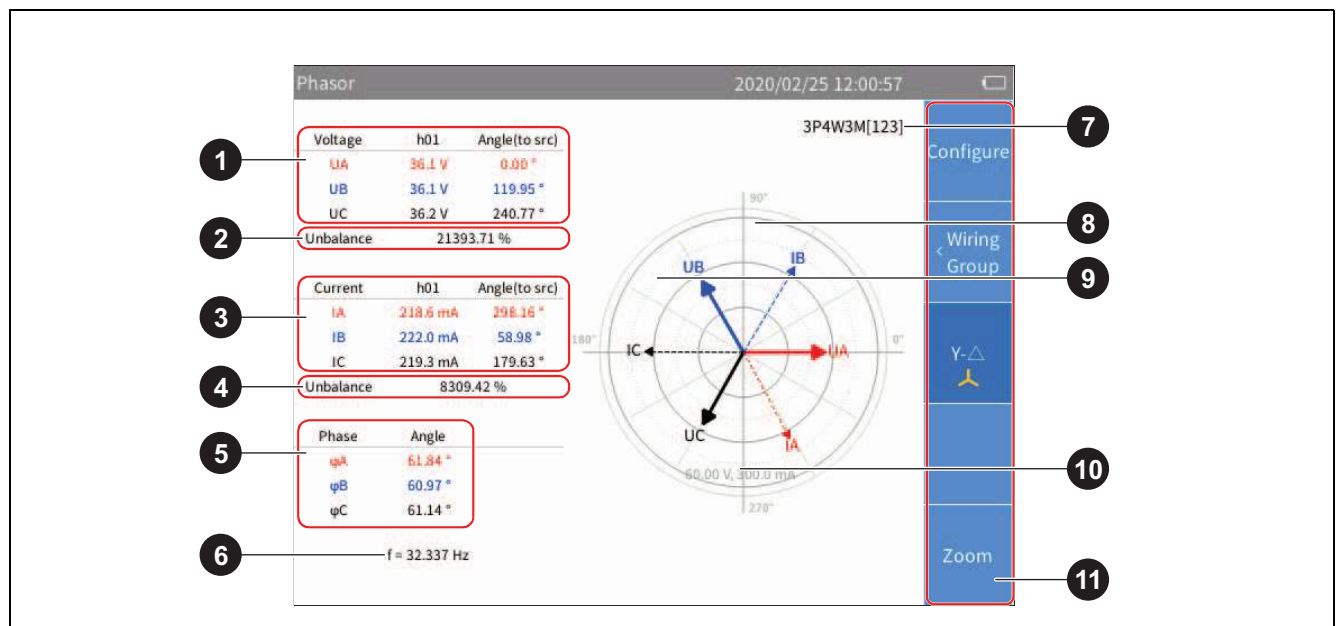 Phasor 2020/02/25 12:00:57
3P4W3M[123]
Voltage h01 Angle(to src)
UA 36.1 V 0.00 °
UB 36.1 V 119.95 °
UC 36.2 V 240.77 °
Unbalance 21393.71 %
Current h01 Angle(to src)
IA 218.6 mA 298.16 °
IB 222.0 mA 58.98 °
IC 219.3 mA 179.63 °
Unbalance 8309.42 %
Phase Angle
φA 61.84 °
φB 60.97 °
φC 61.14 °
f = 32.337 Hz
90°
UB IB
180° IC UA 0°
UC IA
60.00 V, 300.0 mA
270°
Configure
< Wiring
Group
Y-△
Zoom
1
2
3
4
5
6
7
8
9
10
11